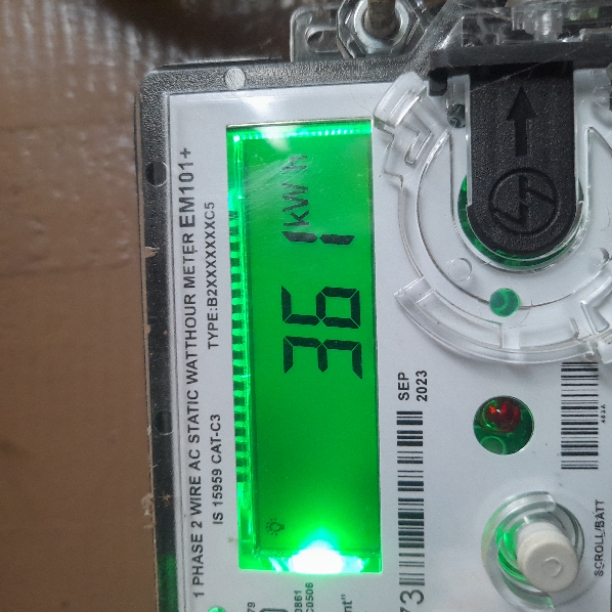 1 PHASE 2 WIRE AC STATIC WATTHOUR METER EM101+
IS 15959 CAT-C3 TYPE:B2XXXXXXXC5
361 kWh
SEP
2023
SCROLL/BATT